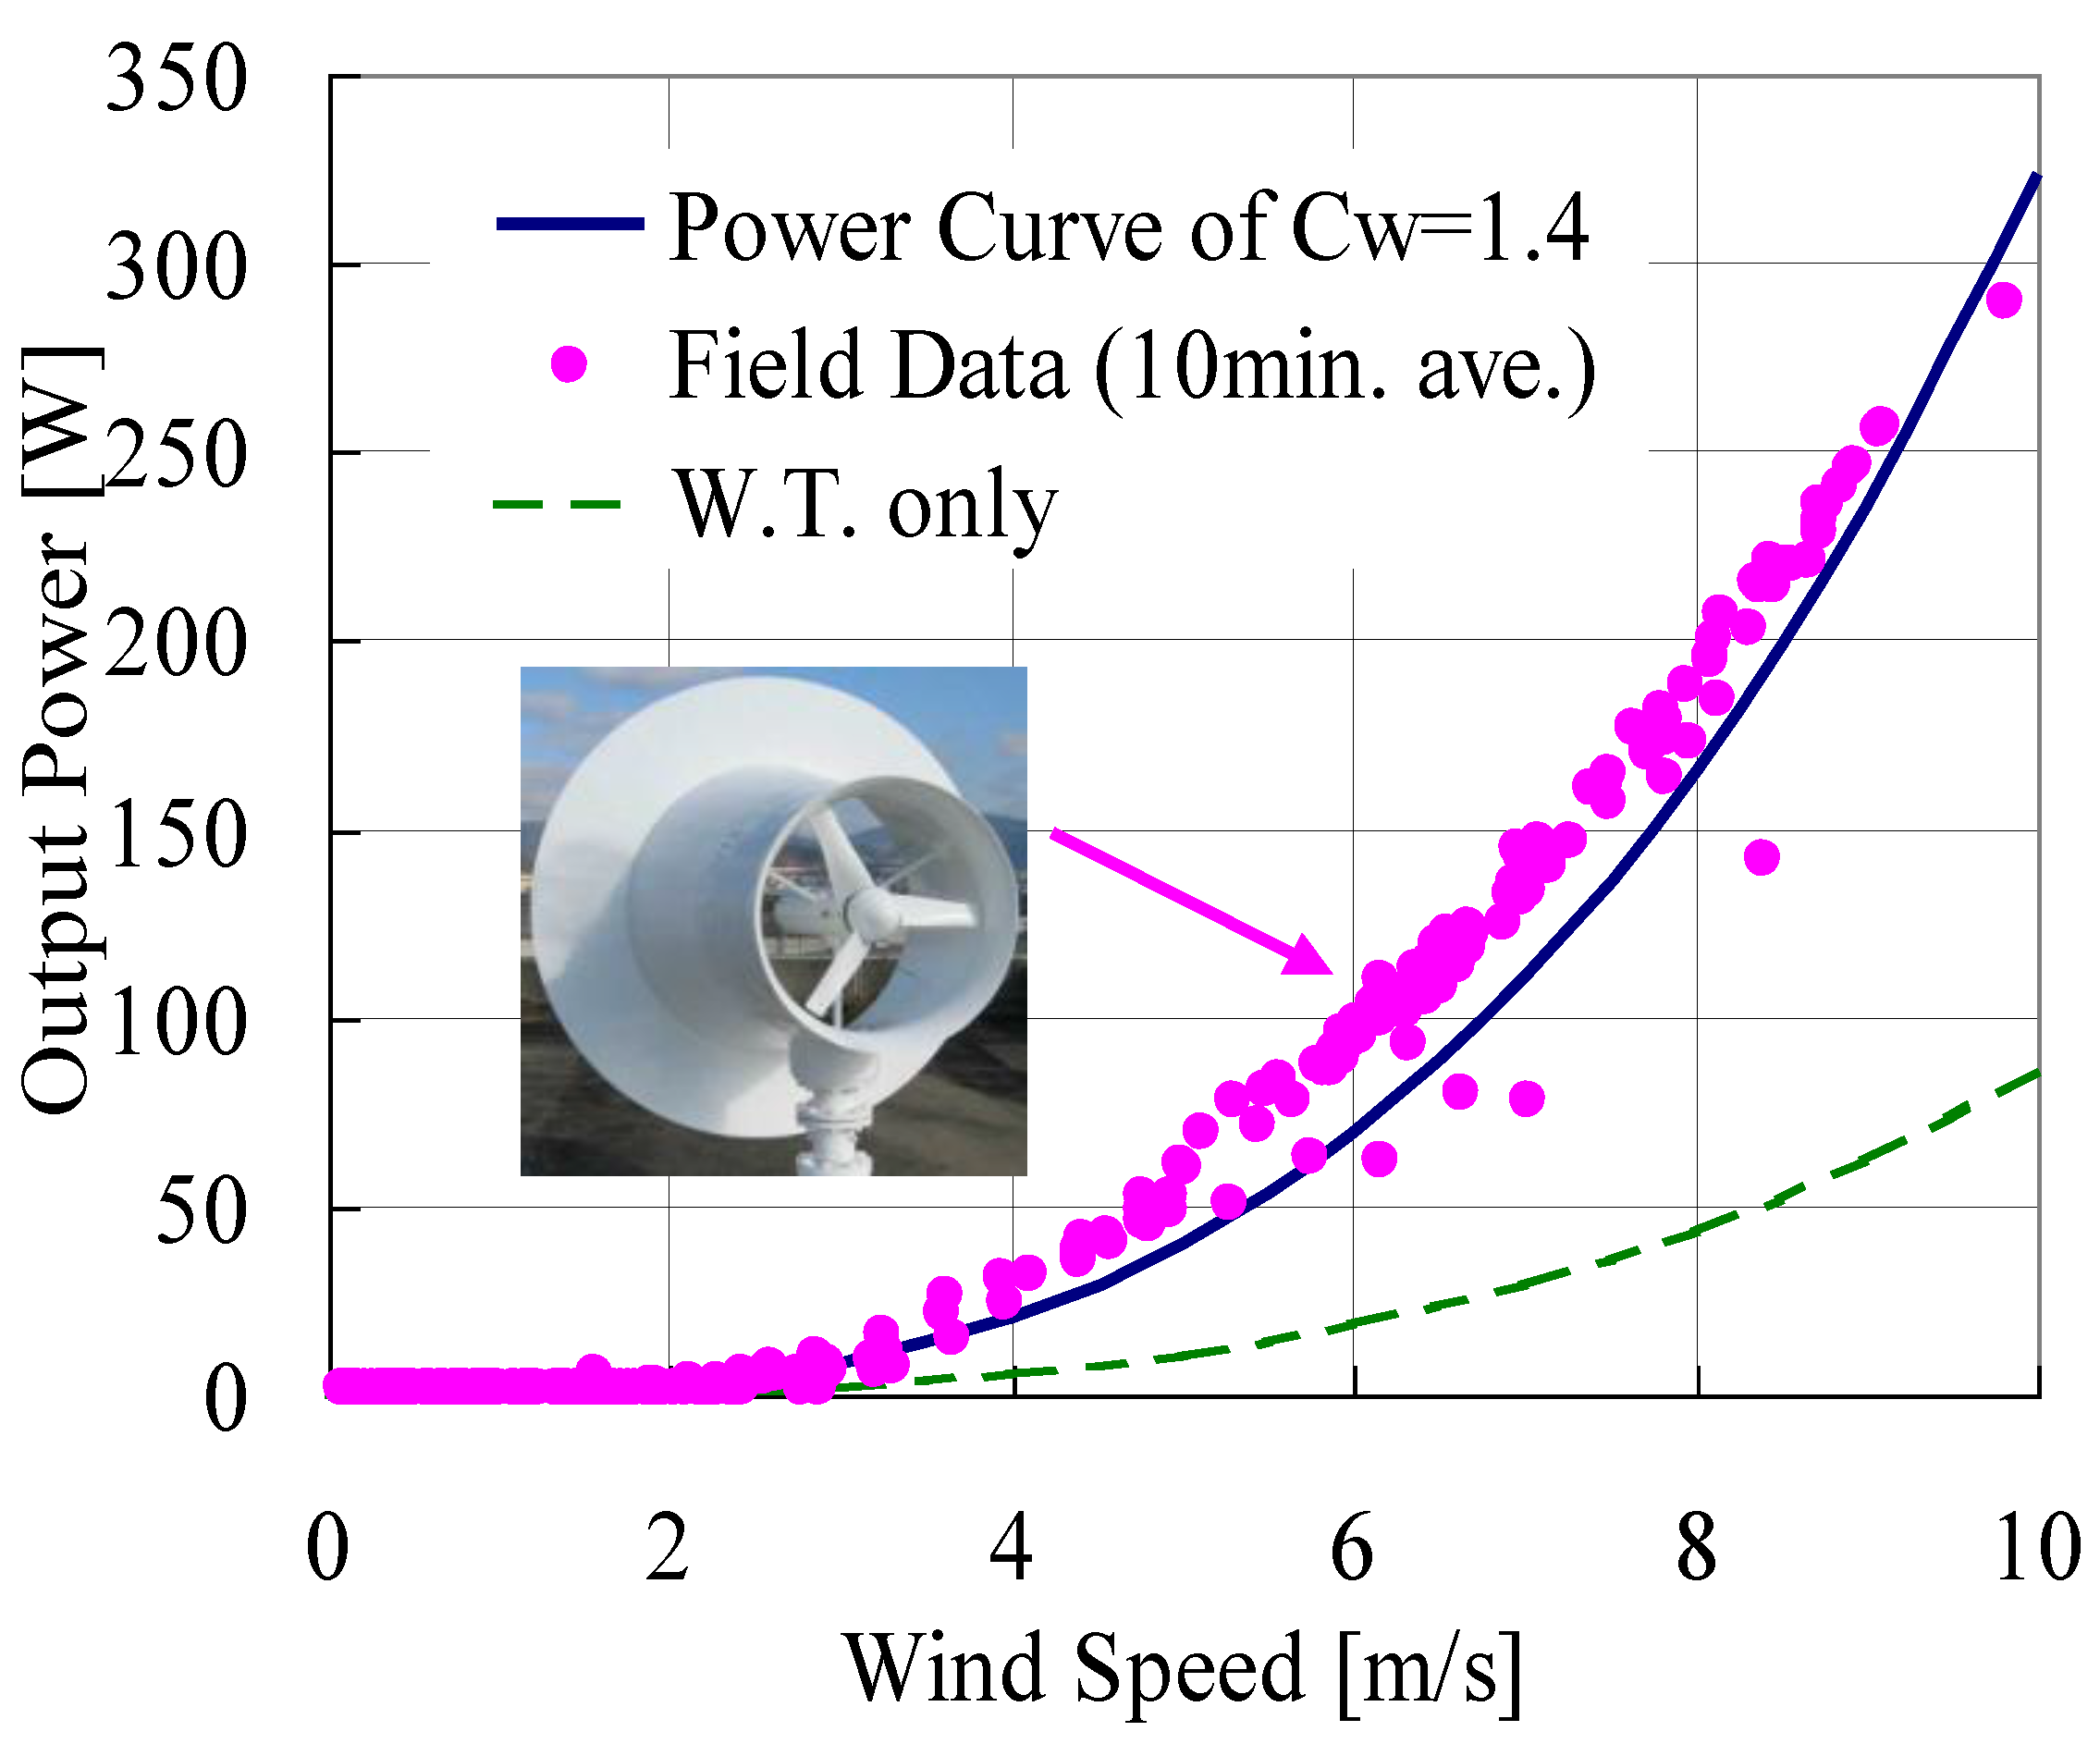 350
300
250
200
150
100
50
0
Output Power [W]
Power Curve of Cw=1.4
Field Data (10min. ave.)
W.T. only
0 2 4 6 8 10
Wind Speed [m/s]